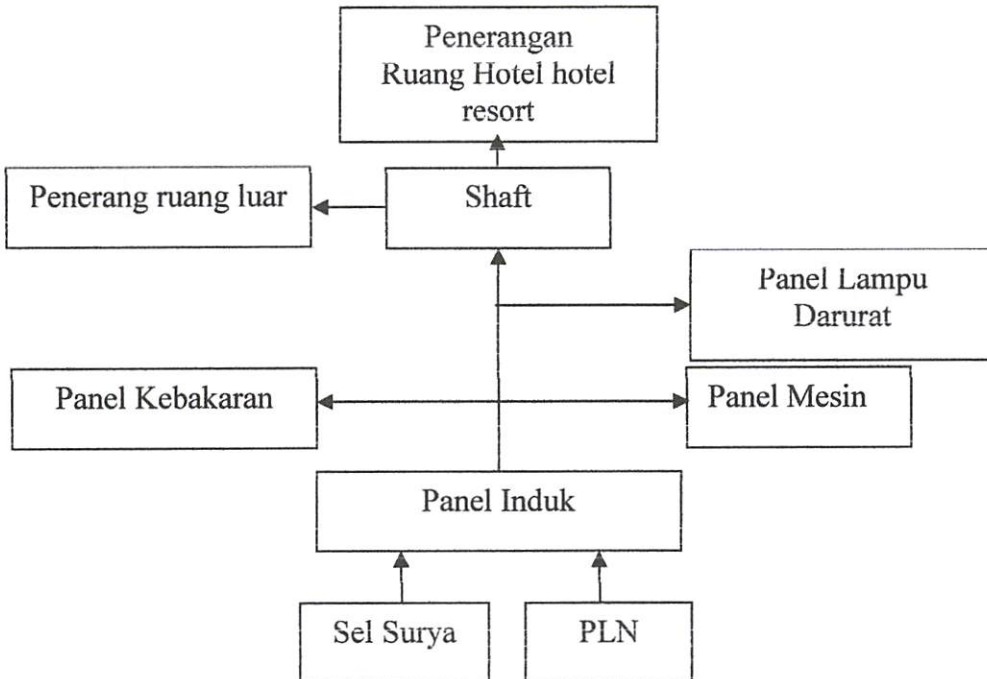 Penerangan
Ruang Hotel hotel
resort
Penerang ruang luar
Shaft
Panel Lampu
Darurat
Panel Kebakaran
Panel Mesin
Panel Induk
Sel Surya
PLN